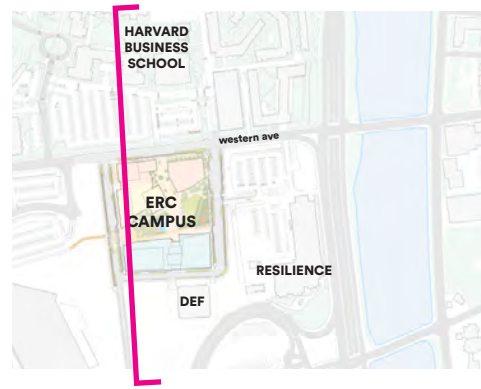 HARVARD
BUSINESS
SCHOOL
western ave
ERC
CAMPUS
RESILIENCE
DEF